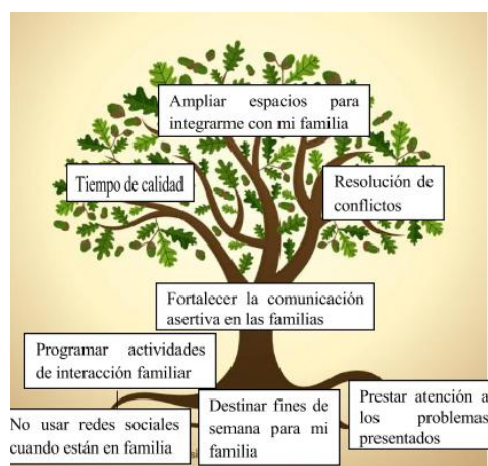 Ampliar espacios para
integrarme con mi familia
Tiempo de calidad
Resolución de
conflictos
Fortalecer la comunicación
asertiva en las familias
Programar actividades
de interacción familiar
No usar redes sociales
cuando están en familia
Destinar fines de
semana para mi
familia
Prestar atención a
los problemas
presentados